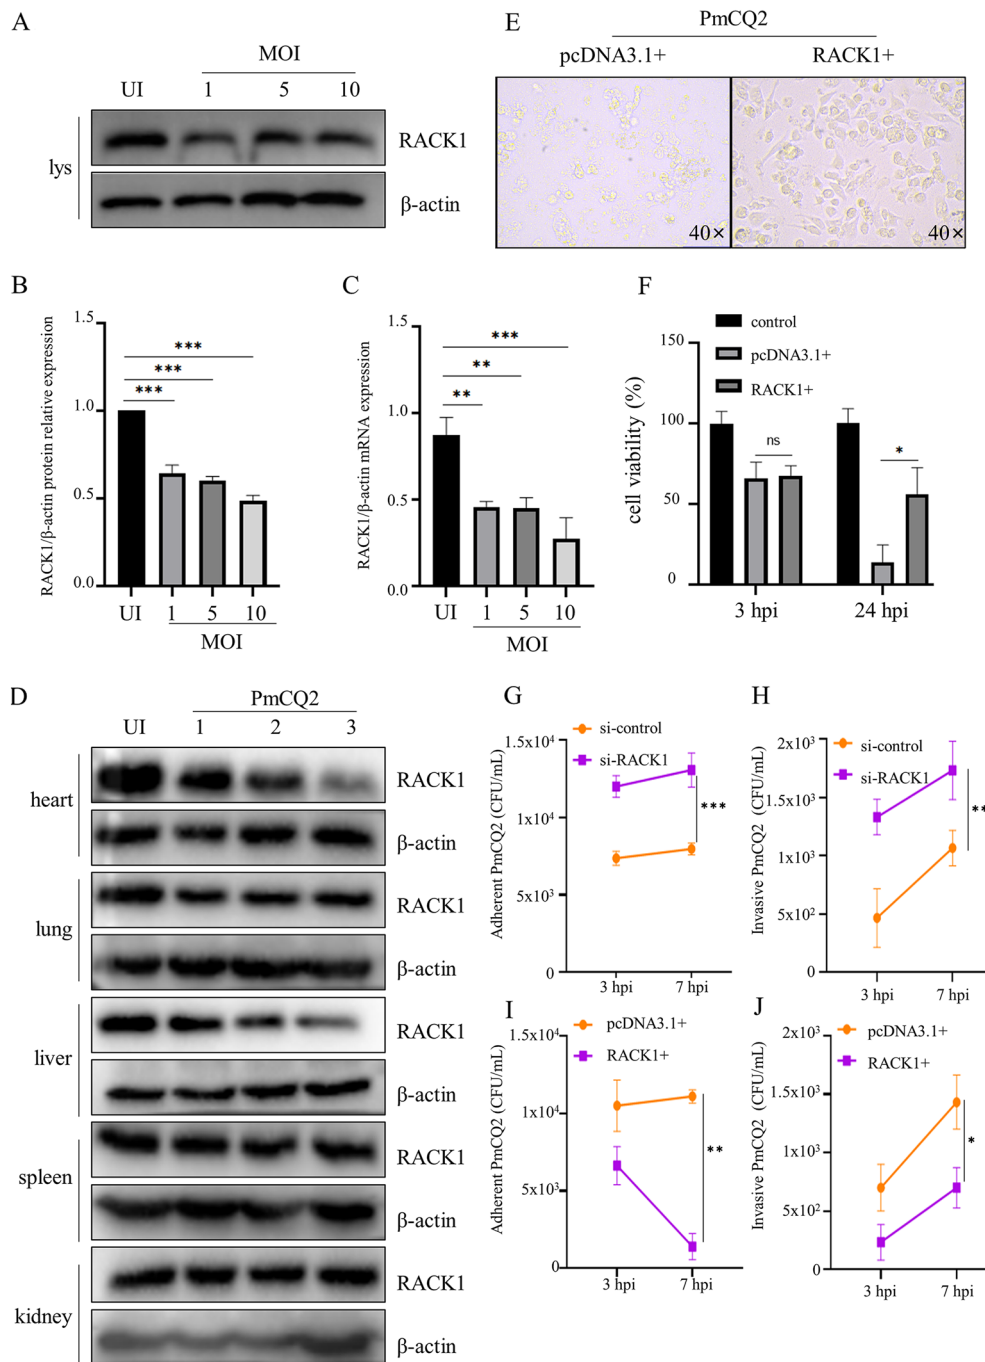 A
MOI
UI 1 5 10
lys
RACK1
β-actin
B
RACK1/β-actin protein relative expression
1.5
1.0
0.5
0.0
***
***
***
UI 1 5 10
MOI
C
RACK1/β-actin mRNA expression
1.5
1.0
0.5
0.0
***
**
**
UI 1 5 10
MOI
D
PmCQ2
UI 1 2 3
heart
RACK1
β-actin
lung
RACK1
β-actin
liver
RACK1
β-actin
spleen
RACK1
β-actin
kidney
RACK1
β-actin
E
PmCQ2
pcDNA3.1+ RACK1+
40× 40×
F
control
pcDNA3.1+
RACK1+
cell viability (%)
150
100
50
0
ns
*
3 hpi 24 hpi
G
si-control
si-RACK1
Adherent PmCQ2 (CFU/mL)
1.5x10⁴
1x10⁴
5x10³
0
***
3 hpi 7 hpi
H
si-control
si-RACK1
Invasive PmCQ2 (CFU/mL)
2x10³
1.5x10³
1x10³
5x10²
0
**
3 hpi 7 hpi
I
pcDNA3.1+
RACK1+
Adherent PmCQ2 (CFU/mL)
1.5x10⁴
1x10⁴
5x10³
0
**
3 hpi 7 hpi
J
pcDNA3.1+
RACK1+
Invasive PmCQ2 (CFU/mL)
2x10³
1.5x10³
1x10³
5x10²
0
*
3 hpi 7 hpi